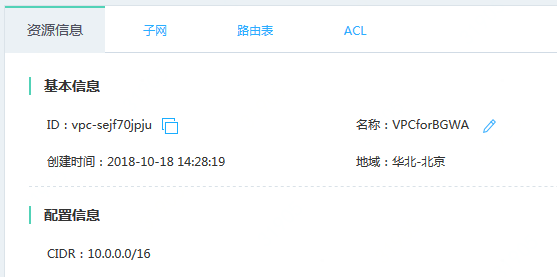 资源信息 子网 路由表 ACL
基本信息
ID：vpc-sejf70jpju 名称：VPCforBGWA
创建时间：2018-10-18 14:28:19 地域：华北-北京
配置信息
CIDR：10.0.0.0/16